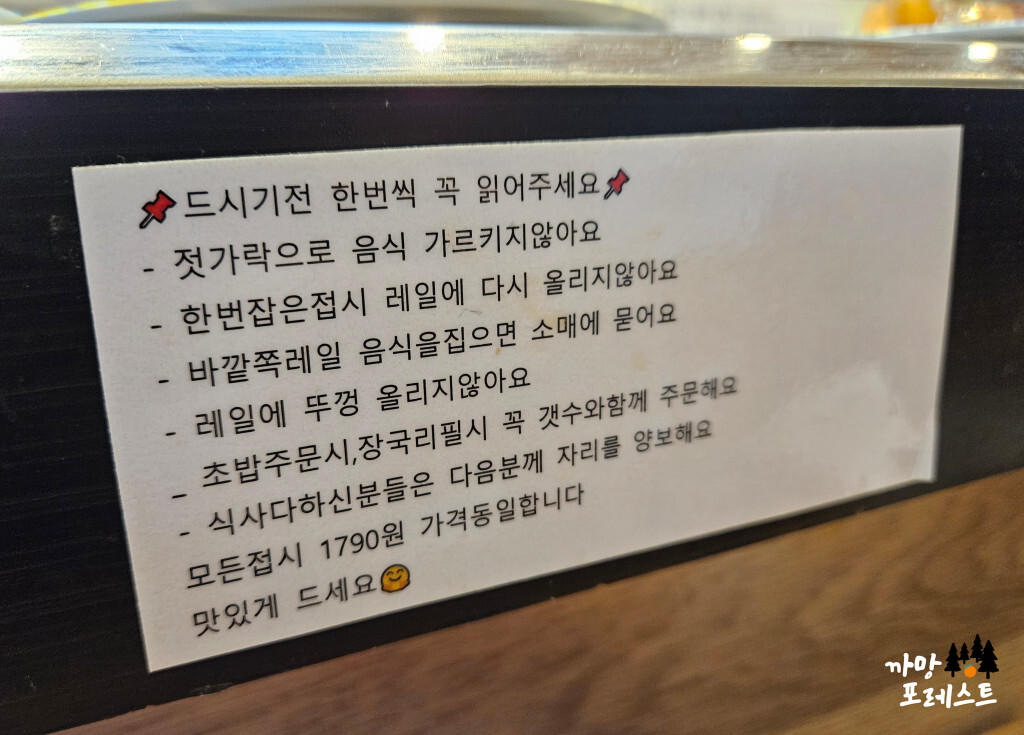 📌드시기전 한번씩 꼭 읽어주세요📌
- 젓가락으로 음식 가르키지않아요
- 한번잡은접시 레일에 다시 올리지않아요
- 바깥쪽레일 음식을집으면 소매에 묻어요
- 레일에 뚜껑 올리지않아요
- 초밥주문시,장국리필시 꼭 갯수와함께 주문해요
- 식사다하신분들은 다음분께 자리를 양보해요
모든접시 1790원 가격동일합니다
맛있게 드세요😊
까망
포레스트